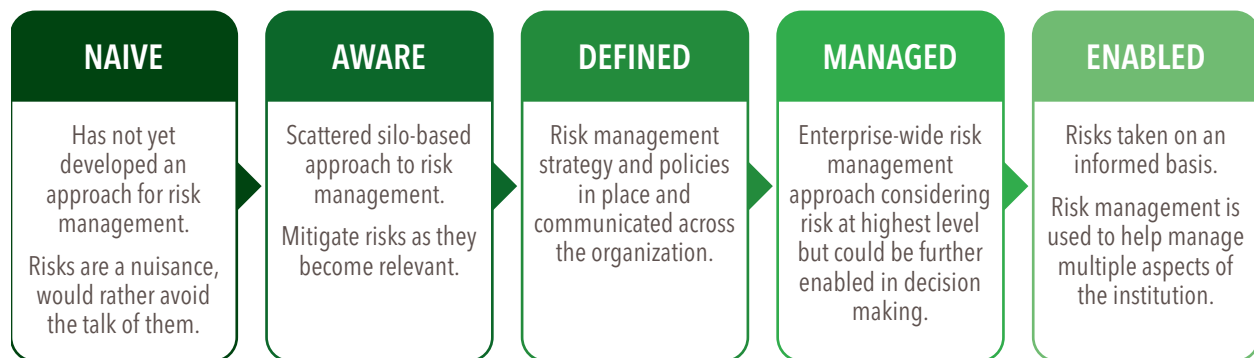 NAIVE
Has not yet
developed an
approach for risk
management.
Risks are a nuisance,
would rather avoid
the talk of them.
AWARE
Scattered silo-based
approach to risk
management.
Mitigate risks as they
become relevant.
DEFINED
Risk management
strategy and policies
in place and
communicated across
the organization.
MANAGED
Enterprise-wide risk
management
approach considering
risk at highest level
but could be further
enabled in decision
making.
ENABLED
Risks taken on an
informed basis.
Risk management is
used to help manage
multiple aspects of
the institution.